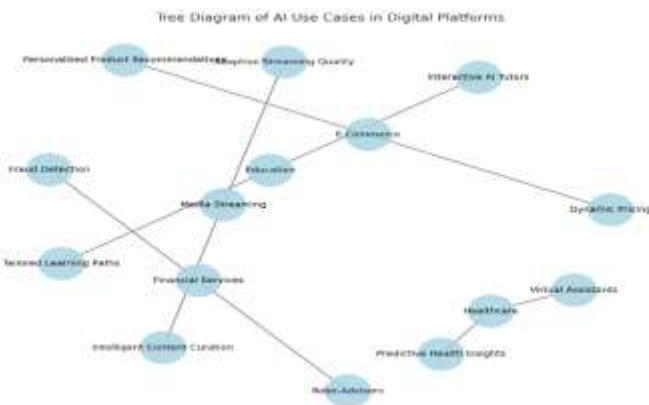 Tree Diagram of AI Use Cases in Digital Platforms
Personalized Product Recommendations
Adaptive Streaming Quality
Interactive AI Tutors
E-Commerce
Fraud Detection
Education
Media Streaming
Dynamic Pricing
Tailored Learning Paths
Financial Services
Virtual Assistants
Healthcare
Intelligent Content Curation
Predictive Health Insights
Robo-Advisors